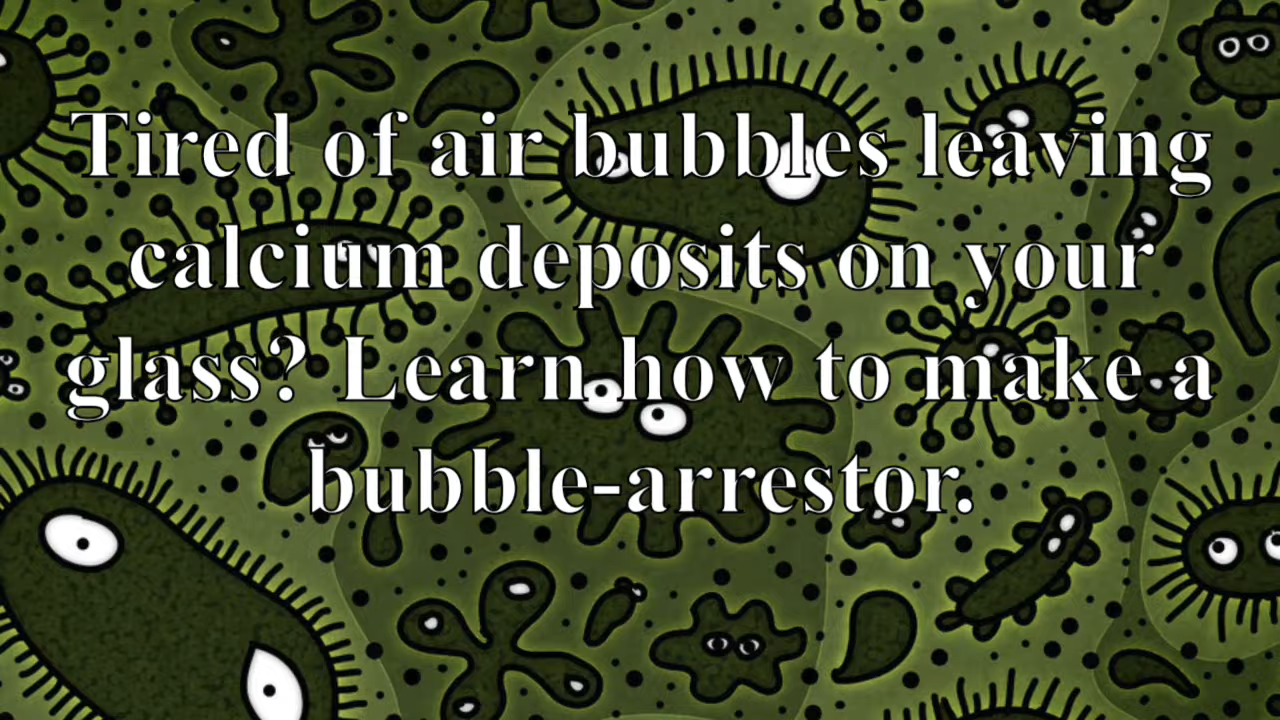 Tired of air bubbles leaving
calcium deposits on your
glass? Learn how to make a
bubble-arrestor.